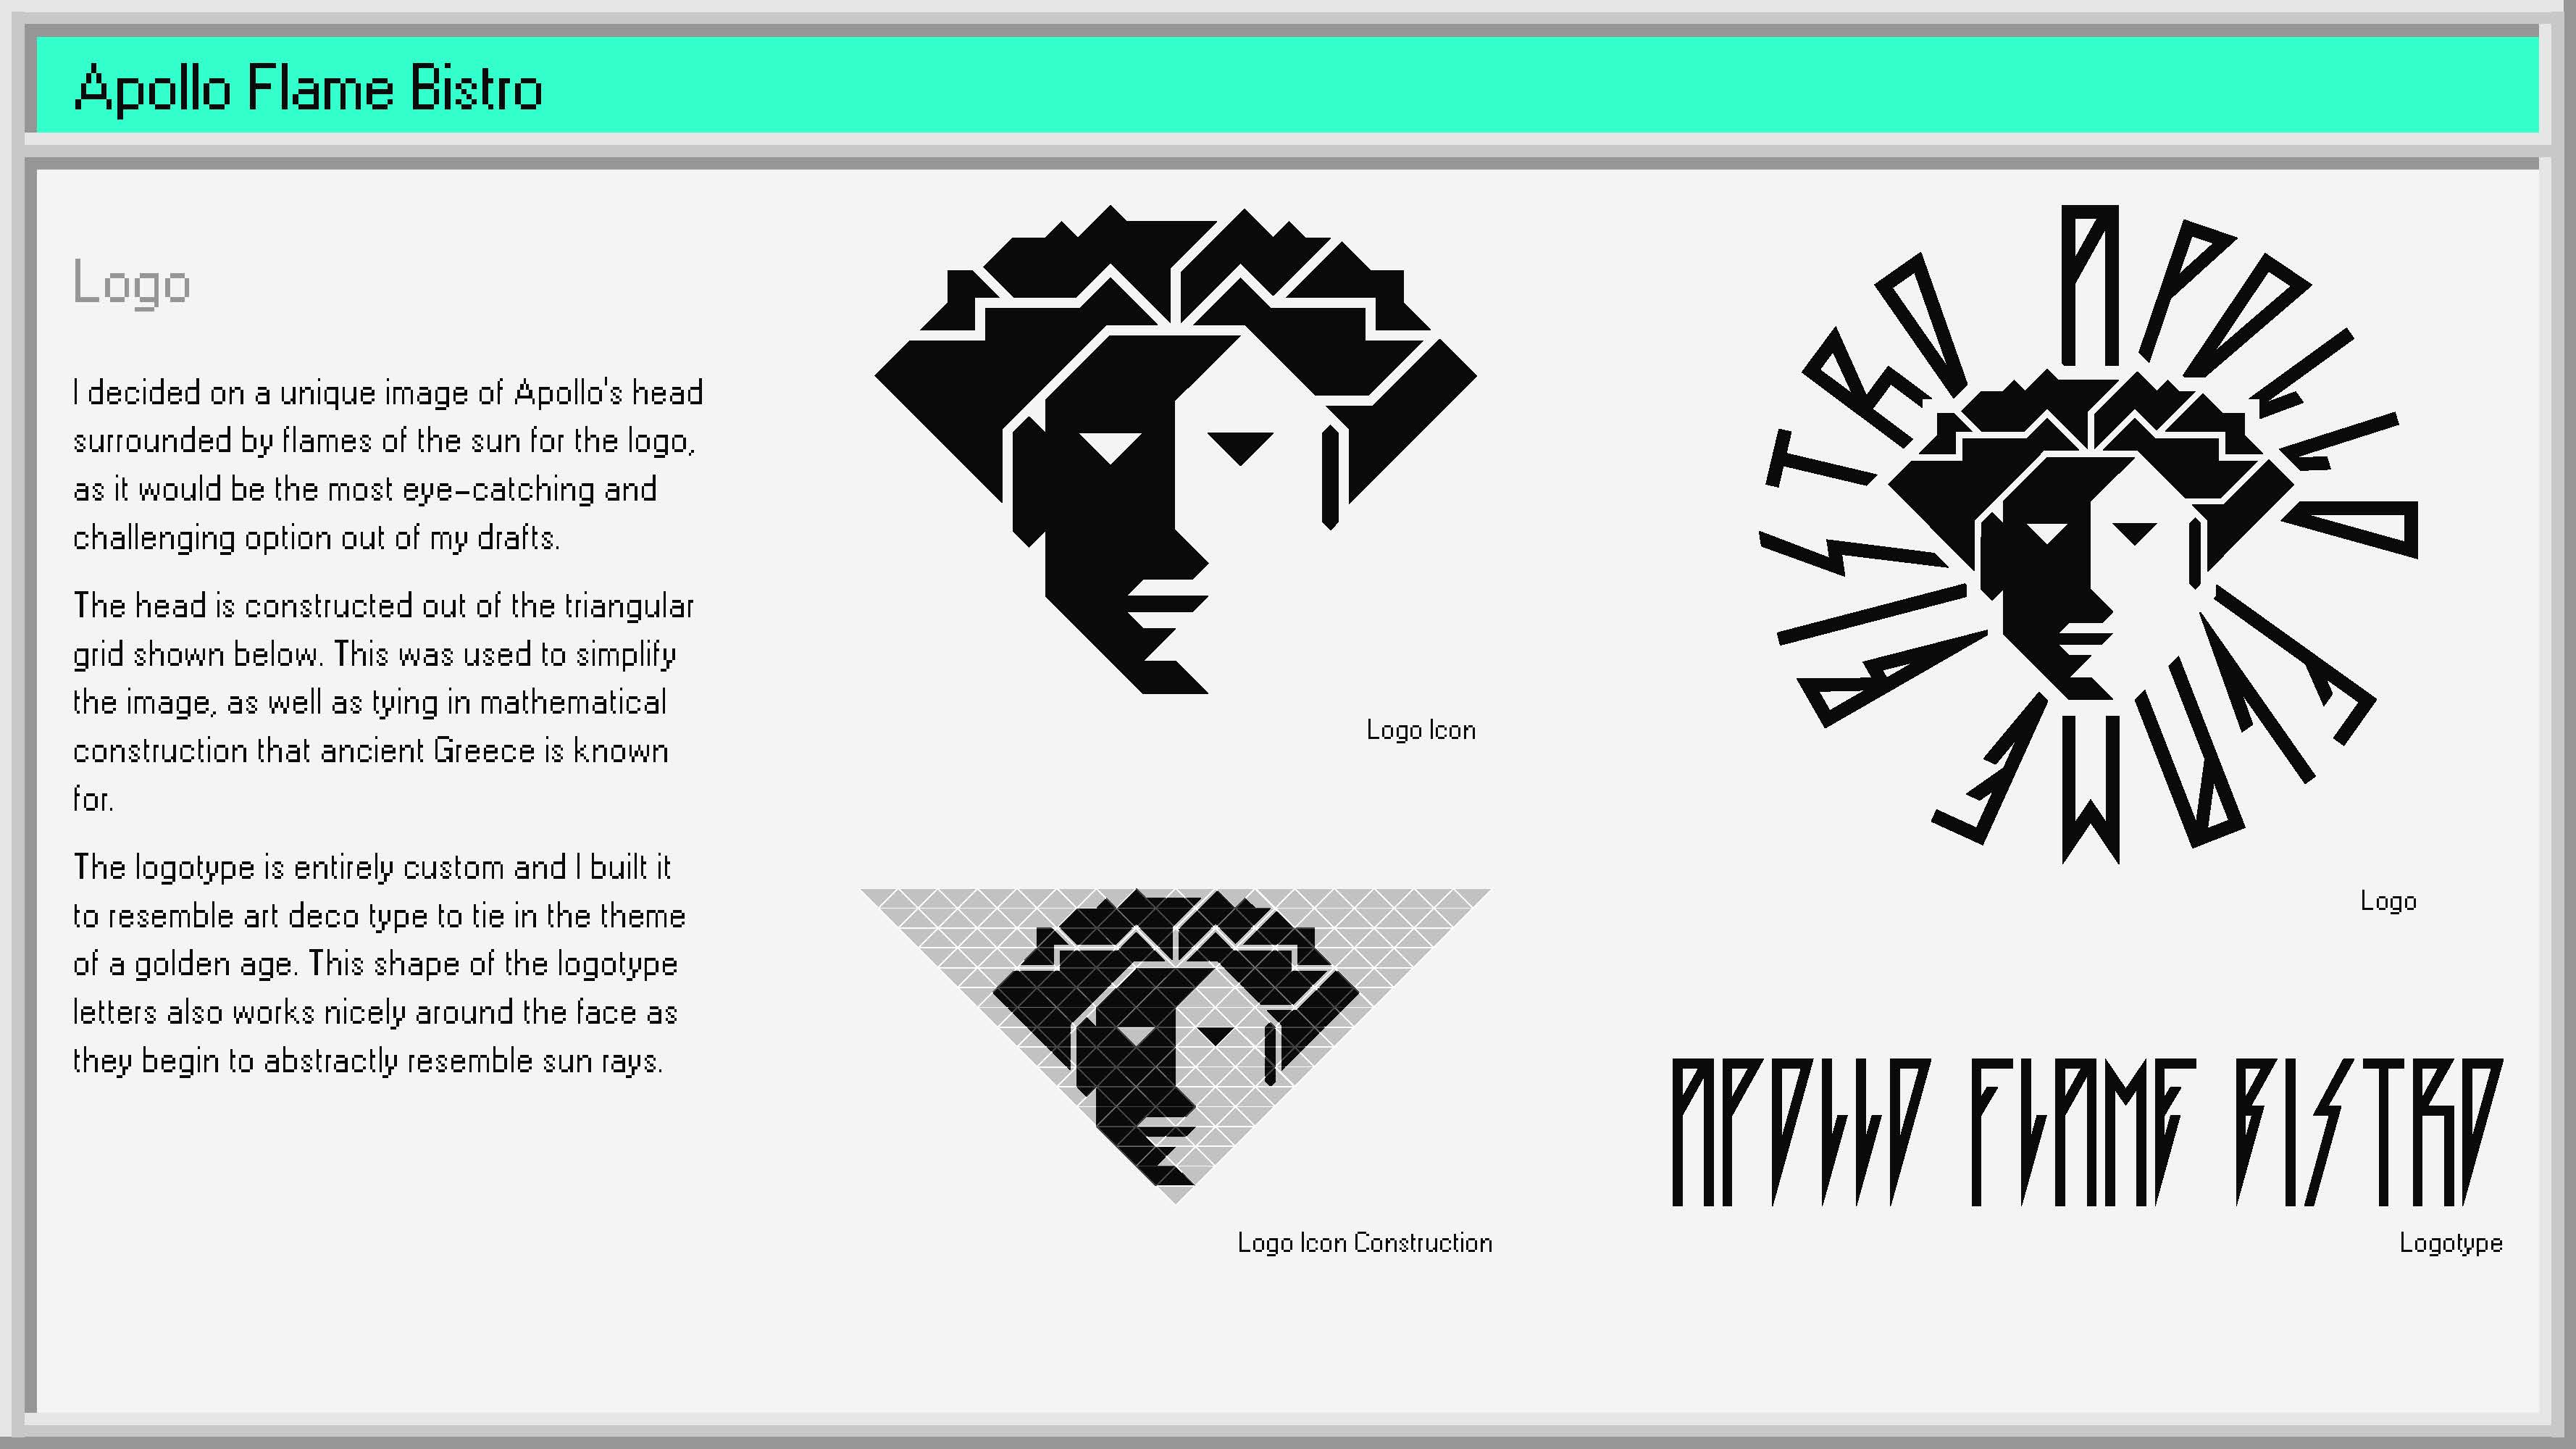 Apollo Flame Bistro
Logo
I decided on a unique image of Apollo's head
surrounded by flames of the sun for the logo,
as it would be the most eye-catching and
challenging option out of my drafts.
The head is constructed out of the triangular
grid shown below. This was used to simplify
the image, as well as tying in mathematical
construction that ancient Greece is known
for.
The logotype is entirely custom and I built it
to resemble art deco type to tie in the theme
of a golden age. This shape of the logotype
letters also works nicely around the face as
they begin to abstractly resemble sun rays.
Logo Icon
Logo Icon Construction
APOLLO FLAME BISTRO
Logo
APOLLO FLAME BISTRO
Logotype